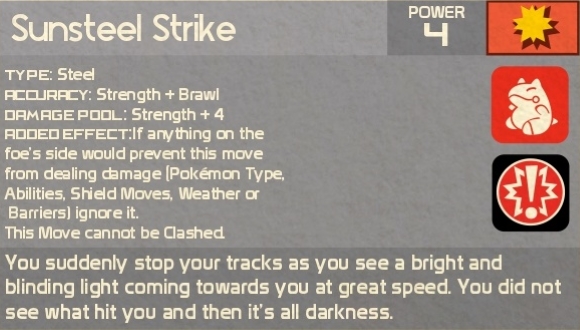 Sunsteel Strike
POWER
4
TYPE: Steel
ACCURACY: Strength + Brawl
DAMAGE POOL: Strength + 4
ADDED EFFECT:If anything on the
foe's side would prevent this move
from dealing damage (Pokémon Type,
Abilities, Shield Moves, Weather or
Barriers) ignore it.
This Move cannot be Clashed.
You suddenly stop your tracks as you see a bright and
blinding light coming towards you at great speed. You did not
see what hit you and then it's all darkness.